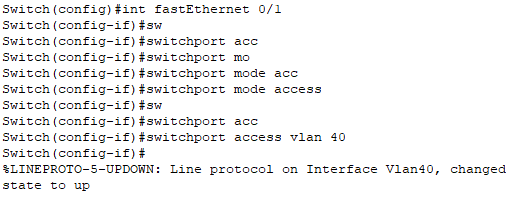 Switch(config)#int fastEthernet 0/1
Switch(config-if)#sw
Switch(config-if)#switchport acc
Switch(config-if)#switchport mo
Switch(config-if)#switchport mode acc
Switch(config-if)#switchport mode access
Switch(config-if)#sw
Switch(config-if)#switchport acc
Switch(config-if)#switchport access vlan 40
Switch(config-if)#
%LINEPROTO-5-UPDOWN: Line protocol on Interface Vlan40, changed
state to up